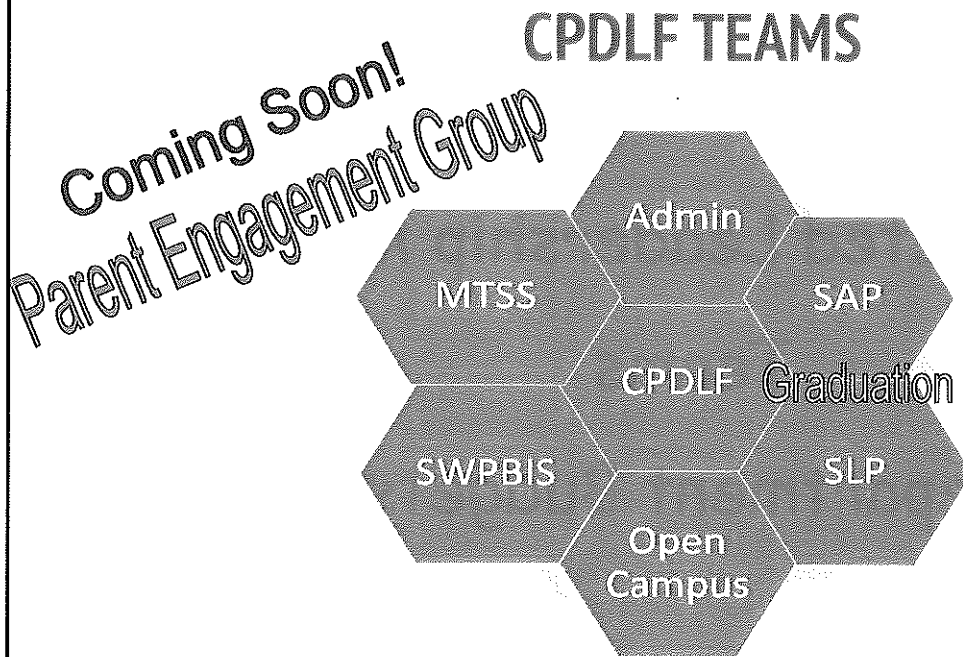 CPDLF TEAMS
Coming Soon!
Parent Engagement Group
Admin
MTSS
SAP
CPDLF
Graduation
SWPBIS
SLP
Open
Campus